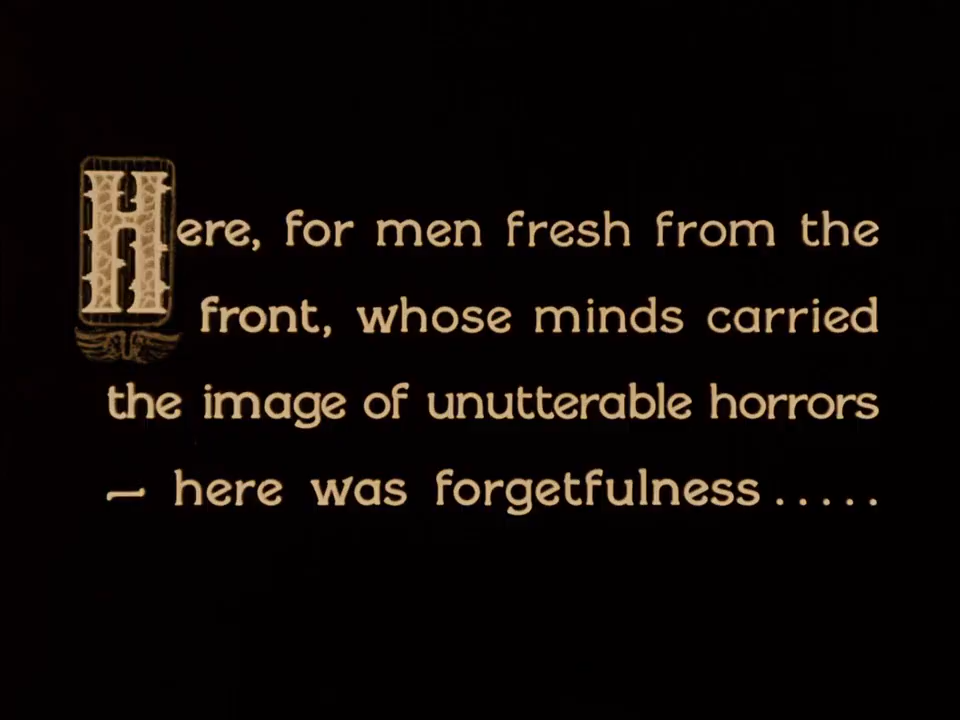 Here, for men fresh from the
front, whose minds carried
the image of unutterable horrors
— here was forgetfulness.....